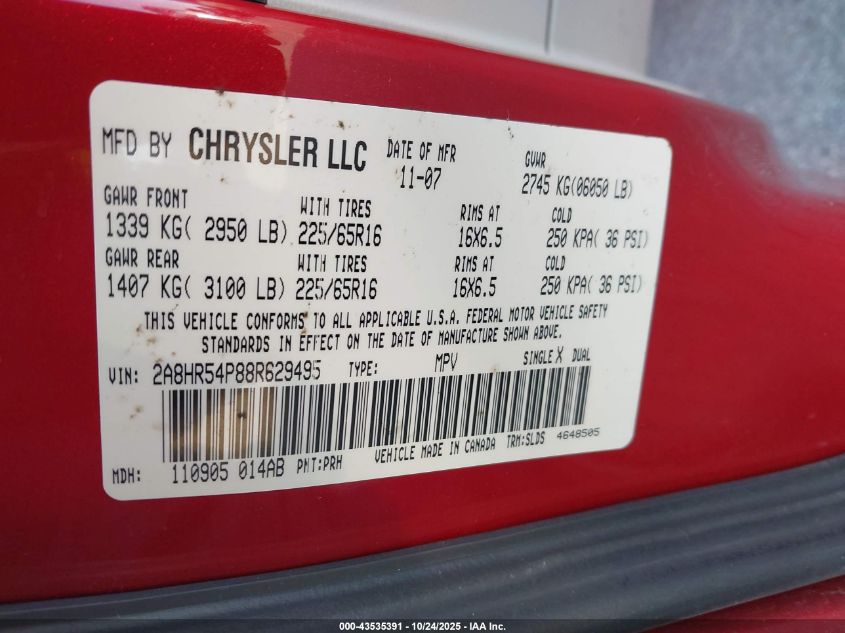 MFD BY CHRYSLER LLC DATE OF MFR GVWR
11-07 2745 KG(06050 LB)
GAWR FRONT WITH TIRES RIMS AT COLD
1339 KG( 2950 LB) 225/65R16 16X6.5 250 KPA( 36 PSI)
GAWR REAR WITH TIRES RIMS AT COLD
1407 KG( 3100 LB) 225/65R16 16X6.5 250 KPA( 36 PSI)
THIS VEHICLE CONFORMS TO ALL APPLICABLE U.S.A. FEDERAL MOTOR VEHICLE SAFETY
STANDARDS IN EFFECT ON THE DATE OF MANUFACTURE SHOWN ABOVE.
VIN: 2A8HR54P88R629495 TYPE: MPV SINGLE X DUAL
MDH: 110905 014AB PNT:PRH VEHICLE MADE IN CANADA TRM:SLDS 4648505
000-43535391 - 10/24/2025 - IAA Inc.